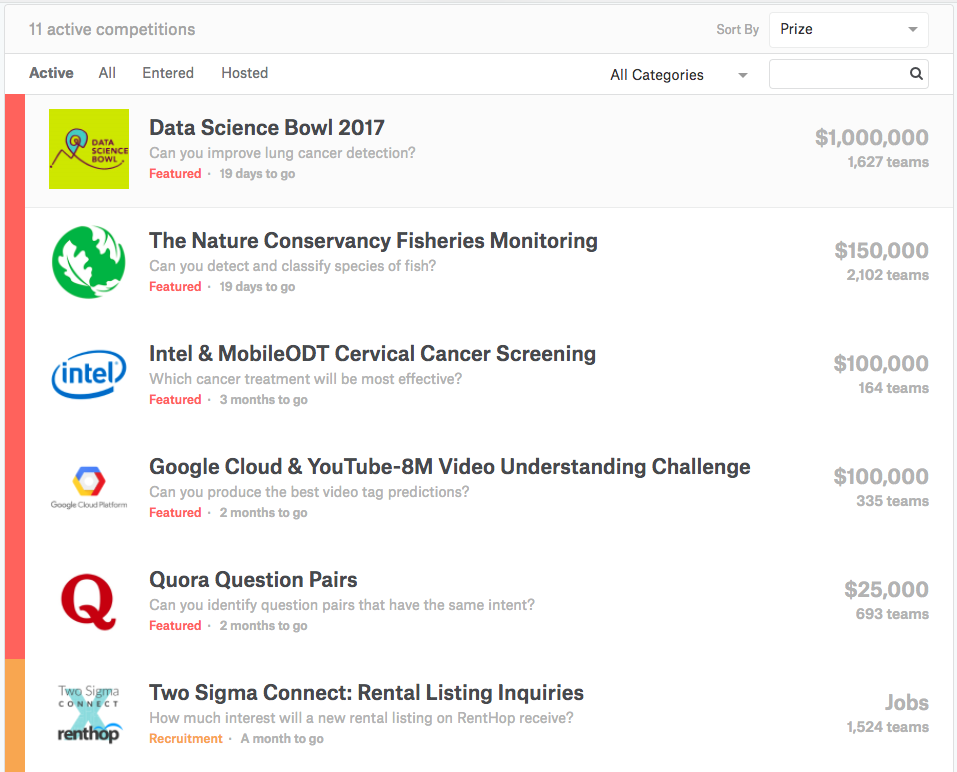 11 active competitions
Sort By
Prize
Active
All
Entered
Hosted
All Categories
DATA
SCIENCE
BOWL
Data Science Bowl 2017
Can you improve lung cancer detection?
Featured · 19 days to go
$1,000,000
1,627 teams
The Nature Conservancy Fisheries Monitoring
Can you detect and classify species of fish?
Featured · 19 days to go
$150,000
2,102 teams
intel
Intel & MobileODT Cervical Cancer Screening
Which cancer treatment will be most effective?
Featured · 3 months to go
$100,000
164 teams
Google Cloud Platform
Google Cloud & YouTube-8M Video Understanding Challenge
Can you produce the best video tag predictions?
Featured · 2 months to go
$100,000
335 teams
Q
Quora Question Pairs
Can you identify question pairs that have the same intent?
Featured · 2 months to go
$25,000
693 teams
Two Sigma
CONNECT
X
renthop
Two Sigma Connect: Rental Listing Inquiries
How much interest will a new rental listing on RentHop receive?
Recruitment · A month to go
Jobs
1,524 teams